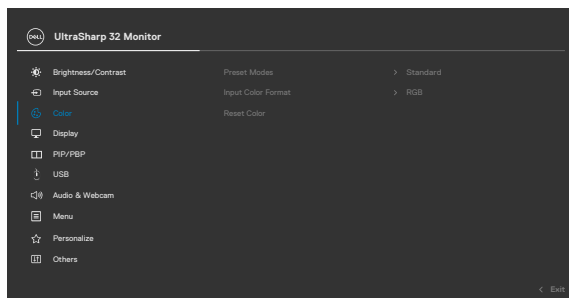 DELL UltraSharp 32 Monitor
Brightness/Contrast Preset Modes > Standard
Input Source Input Color Format > RGB
Color Reset Color
Display
PIP/PBP
USB
Audio & Webcam
Menu
Personalize
Others
< Exit